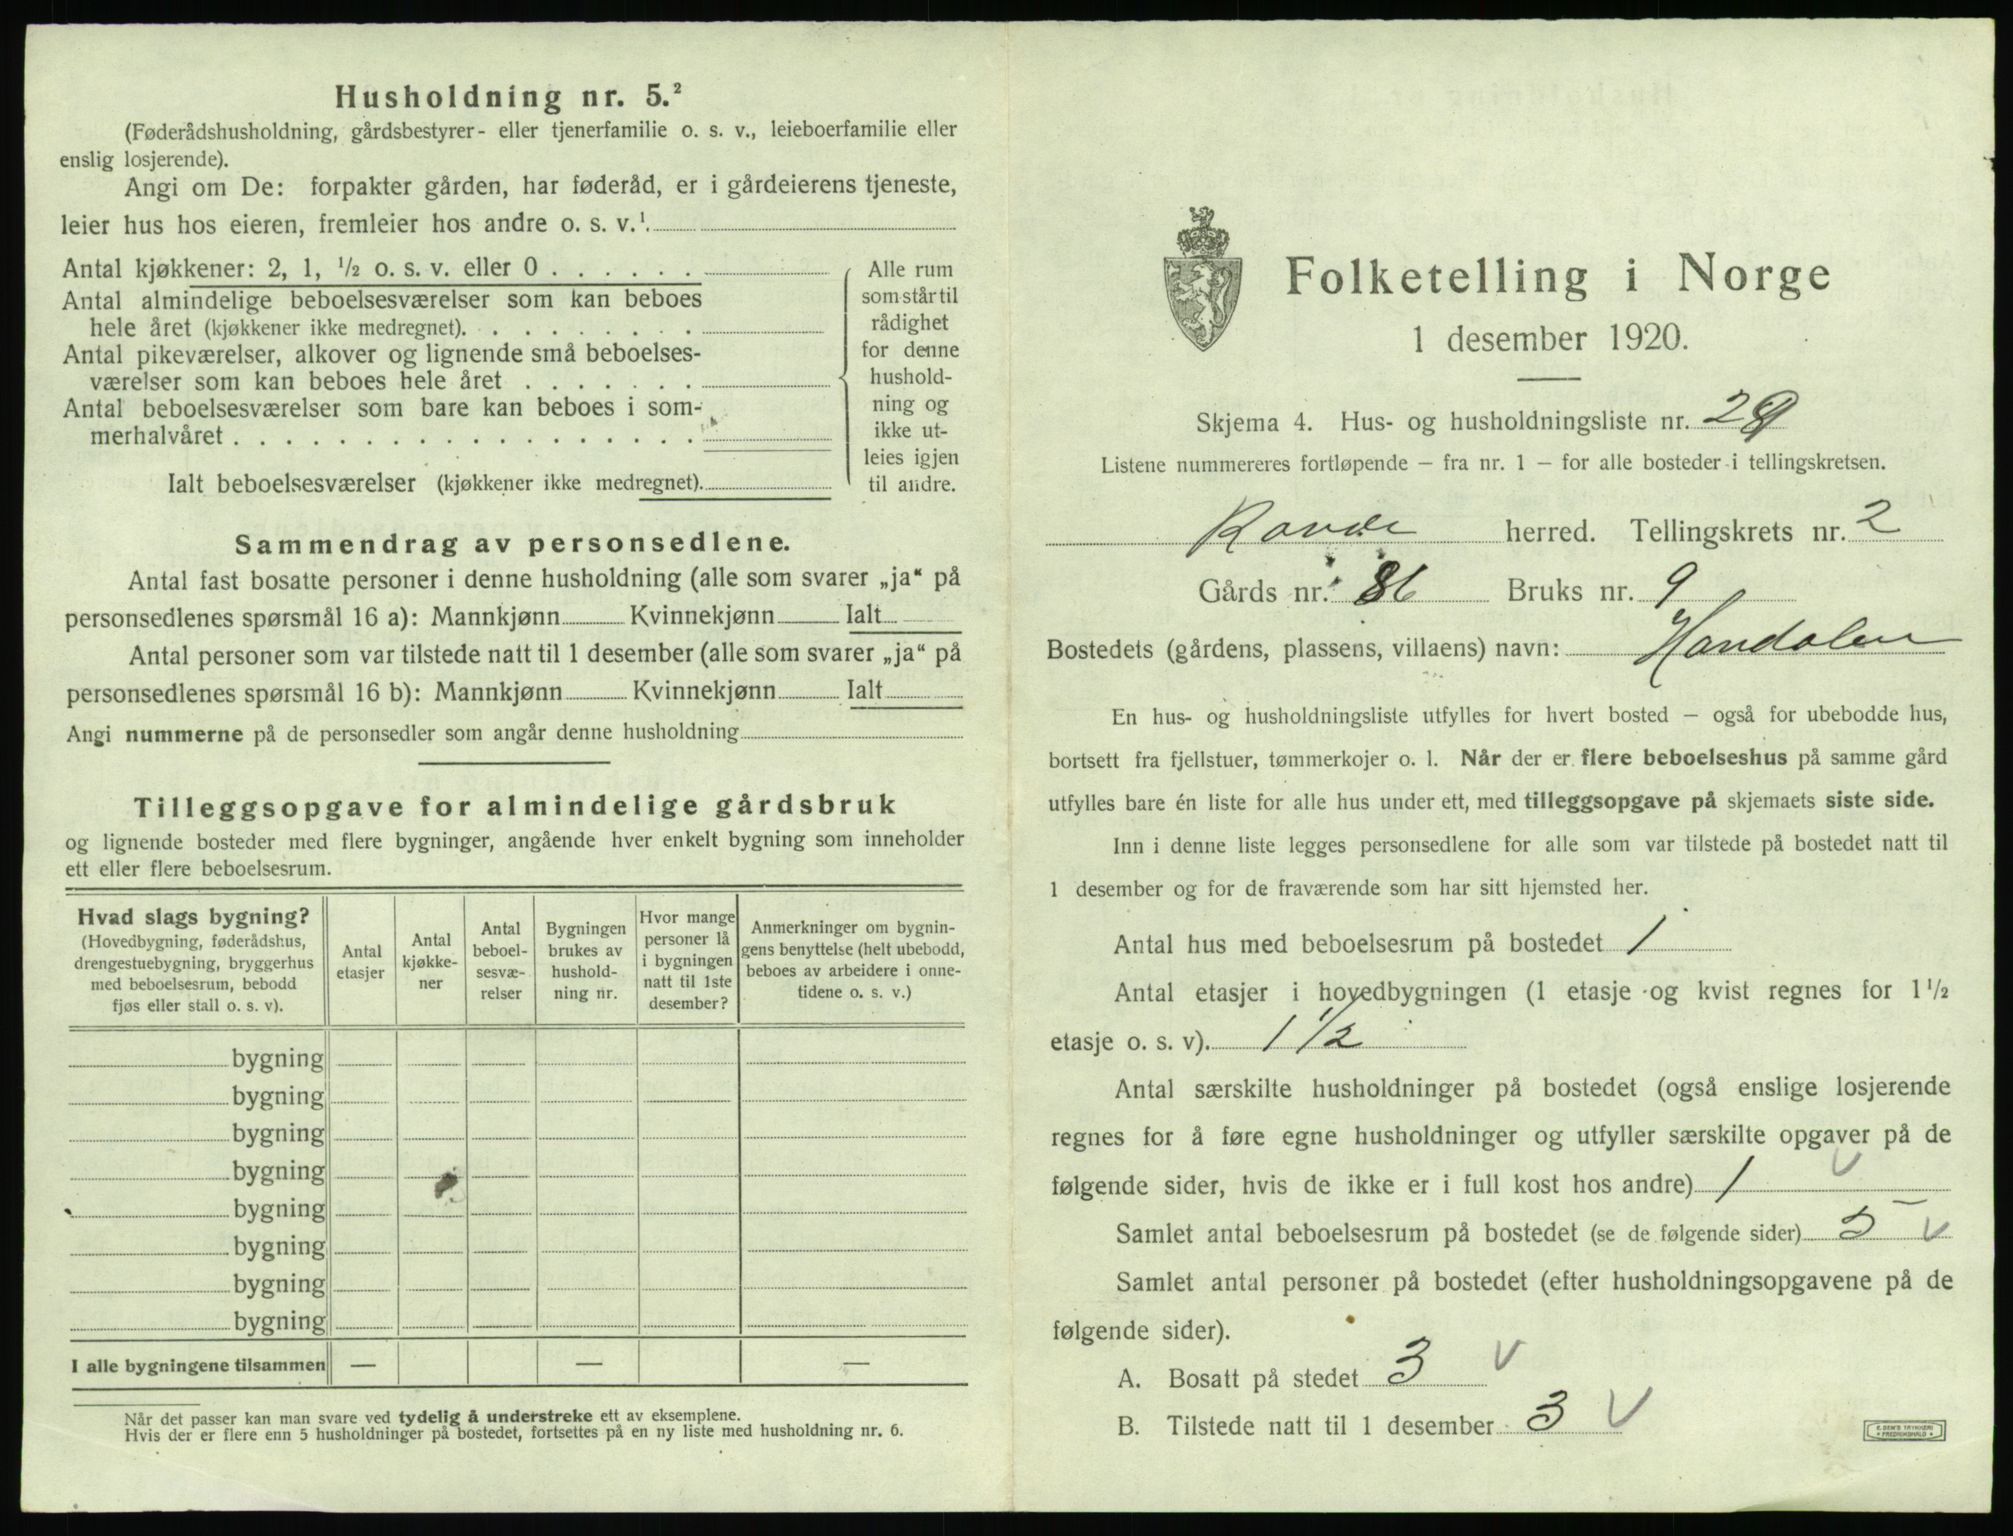 Husholdning nr. 5.²
(Føderådshusholdning, gårdsbestyrer- eller tjenerfamilie o. s. v., leieboerfamilie eller
enslig losjerende).
Angi om De: forpakter gården, har føderåd, er i gårdeierens tjeneste,
leier hus hos eieren, fremleier hos andre o. s. v.¹
Antal kjøkkener: 2, 1, ½ o. s. v. eller 0 . . . . . .
Antal almindelige beboelsesværelser som kan beboes
hele året (kjøkkener ikke medregnet). . . . . . . . .
Antal pikeværelser, alkover og lignende små beboelses-
værelser som kan beboes hele året . . . . . . .
Antal beboelsesværelser som bare kan beboes i som-
merhalvåret . . . . . . . . . . . . . . . . . .
Ialt beboelsesværelser (kjøkkener ikke medregnet).
Alle rum
som står til
rådighet
for denne
hushold-
ning og
ikke ut-
leies igjen
til andre.
Sammendrag av personsedlene.
Antal fast bosatte personer i denne husholdning (alle som svarer „ja“ på
personsedlenes spørsmål 16 a): Mannkjønn Kvinnekjønn Ialt
Antal personer som var tilstede natt til 1 desember (alle som svarer „ja“ på
personsedlenes spørsmål 16 b): Mannkjønn Kvinnekjønn Ialt
Angi nummerne på de personsedler som angår denne husholdning
Tilleggsopgave for almindelige gårdsbruk
og lignende bosteder med flere bygninger, angående hver enkelt bygning som inneholder
ett eller flere beboelsesrum.
Hvad slags bygning?
(Hovedbygning, føderådshus,
drengestuebygning, bryggerhus
med beboelsesrum, bebodd
fjøs eller stall o. s. v).
Antal
etasjer
Antal
kjøkke-
ner
Antal
beboel-
sesvæ-
relser
Bygningen
brukes av
hushold-
ning nr.
Hvor mange
personer lå
i bygningen
natt til 1ste
desember?
Anmerkninger om bygnin-
gens benyttelse (helt ubebodd,
beboes av arbeidere i onne-
tidene o. s. v.)
bygning
bygning
bygning
bygning
bygning
bygning
bygning
bygning
I alle bygningene tilsammen — — —
Når det passer kan man svare ved tydelig å understreke ett av eksemplene.
Hvis der er flere enn 5 husholdninger på bostedet, fortsettes på en ny liste med husholdning nr. 6.
Folketelling i Norge
1 desember 1920.
Skjema 4. Hus- og husholdningsliste nr. 29
Listene nummereres fortløpende – fra nr. 1 – for alle bosteder i tellingskretsen.
herred. Tellingskrets nr. 2
Gårds nr. 86 Bruks nr. 9
Bostedets (gårdens, plassens, villaens) navn: Haudalen
En hus- og husholdningsliste utfylles for hvert bosted – også for ubebodde hus,
bortsett fra fjellstuer, tømmerkojer o. l. Når der er flere beboelseshus på samme gård
utfylles bare én liste for alle hus under ett, med tilleggsopgave på skjemaets siste side.
Inn i denne liste legges personsedlene for alle som var tilstede på bostedet natt til
1 desember og for de fraværende som har sitt hjemsted her.
Antal hus med beboelsesrum på bostedet 1
Antal etasjer i hovedbygningen (1 etasje og kvist regnes for 1½
etasje o. s. v). 1 1/2
Antal særskilte husholdninger på bostedet (også enslige losjerende
regnes for å føre egne husholdninger og utfyller særskilte opgaver på de
følgende sider, hvis de ikke er i full kost hos andre) 1 v
Samlet antal beboelsesrum på bostedet (se de følgende sider) 5 v
Samlet antal personer på bostedet (efter husholdningsopgavene på de
følgende sider).
A. Bosatt på stedet 3 v
B. Tilstede natt til 1 desember 3 v